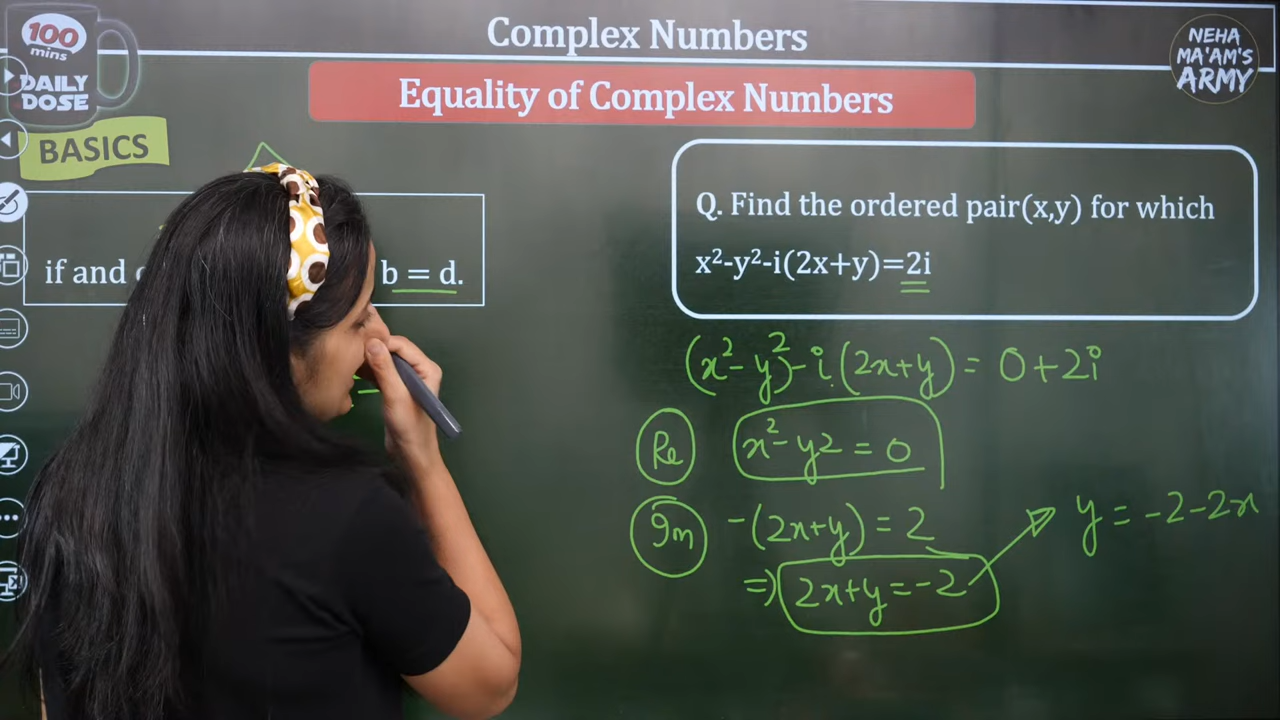 100
mins
DAILY
DOSE
Complex Numbers
NEHA
MA'AM'S
ARMY
Equality of Complex Numbers
BASICS
if and
b = d.
Q. Find the ordered pair(x,y) for which
x²-y²-i(2x+y)=2i
(x²-y²)-i(2x+y)=0+2i
Re x²-y2=0
Im -(2x+y)=2
=) 2x+y=-2
y=-2-2x